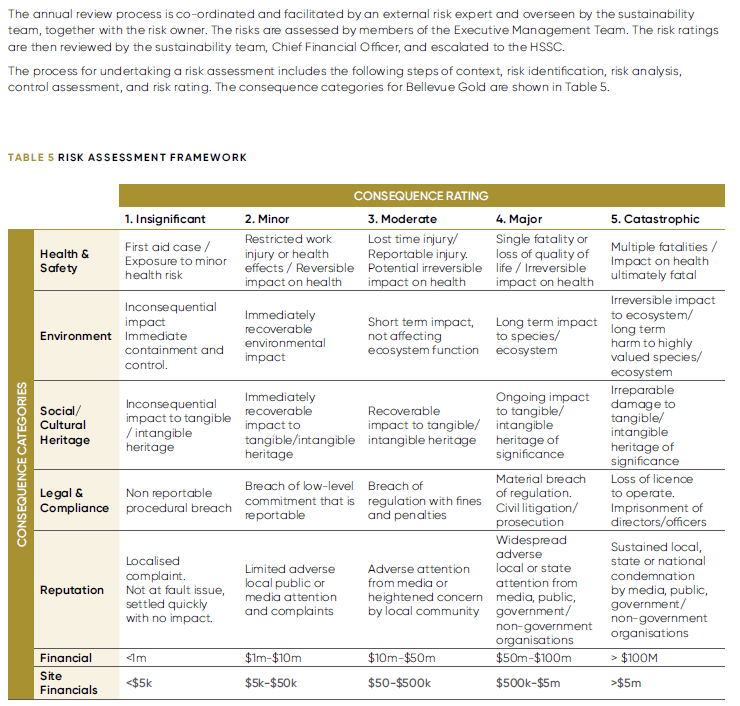 The annual review process is co-ordinated and facilitated by an external risk expert and overseen by the sustainability
team, together with the risk owner. The risks are assessed by members of the Executive Management Team. The risk ratings
are then reviewed by the sustainability team, Chief Financial Officer, and escalated to the HSSC.
The process for undertaking a risk assessment includes the following steps of context, risk identification, risk analysis,
control assessment, and risk rating. The consequence categories for Bellevue Gold are shown in Table 5.
TABLE 5 RISK ASSESSMENT FRAMEWORK
CONSEQUENCE RATING
1. Insignificant
2. Minor
3. Moderate
4. Major
5. Catastrophic
CONSEQUENCE CATEGORIES
Health &
Safety
First aid case /
Exposure to minor
health risk
Restricted work
injury or health
effects / Reversible
impact on health
Lost time injury/
Reportable injury.
Potential irreversible
impact on health
Single fatality or
loss of quality of
life / Irreversible
impact on health
Multiple fatalities /
Impact on health
ultimately fatal
Environment
Inconsequential
impact
Immediate
containment and
control.
Immediately
recoverable
environmental
impact
Short term impact,
not affecting
ecosystem function
Long term impact
to species/
ecosystem
Irreversible impact
to ecosystem/
long term
harm to highly
valued species/
ecosystem
Social/
Cultural
Heritage
Inconsequential
impact to tangible
/ intangible
heritage
Immediately
recoverable
impact to
tangible/intangible
heritage
Recoverable
impact to tangible/
intangible heritage
Ongoing impact
to tangible/
intangible
heritage of
significance
Irreparable
damage to
tangible/
intangible
heritage of
significance
Legal &
Compliance
Non reportable
procedural breach
Breach of low-level
commitment that is
reportable
Breach of
regulation with fines
and penalties
Material breach
of regulation.
Civil litigation/
prosecution
Loss of licence
to operate.
Imprisonment of
directors/officers
Reputation
Localised
complaint.
Not at fault issue,
settled quickly
with no impact.
Limited adverse
local public or
media attention
and complaints
Adverse attention
from media or
heightened concern
by local community
Widespread
adverse
local or state
attention from
media, public,
government/
non-government
organisations
Sustained local,
state or national
condemnation
by media, public,
government/
non-government
organisations
Financial
<1m
$1m-$10m
$10m-$50m
$50m-$100m
> $100M
Site
Financials
<$5k
$5k-$50k
$50-$500k
$500k-$5m
>$5m